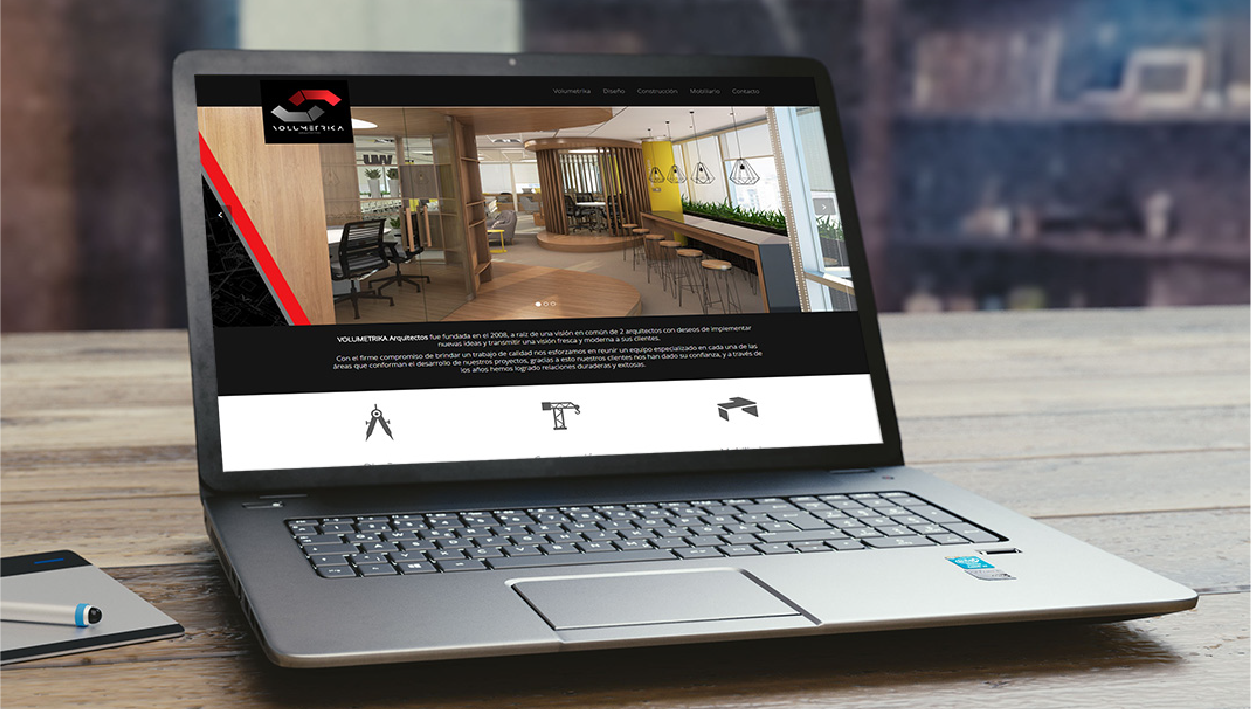 Volumetrika Diseño Construcción Mobiliario Contacto
VOLUMETRICA
VOLUMETRIKA Arquitectos fue fundada en el 2008, a raíz de una visión en común de 2 arquitectos con deseos de implementar
nuevas ideas y transmitir una visión fresca y moderna a sus clientes.
Con el firme compromiso de brindar un trabajo de calidad nos esforzamos en reunir un equipo especializado en cada una de las
áreas que conforman el desarrollo de nuestros proyectos, gracias a esto nuestros clientes nos han dado su confianza, y a través de
los años hemos logrado relaciones duraderas y exitosas.